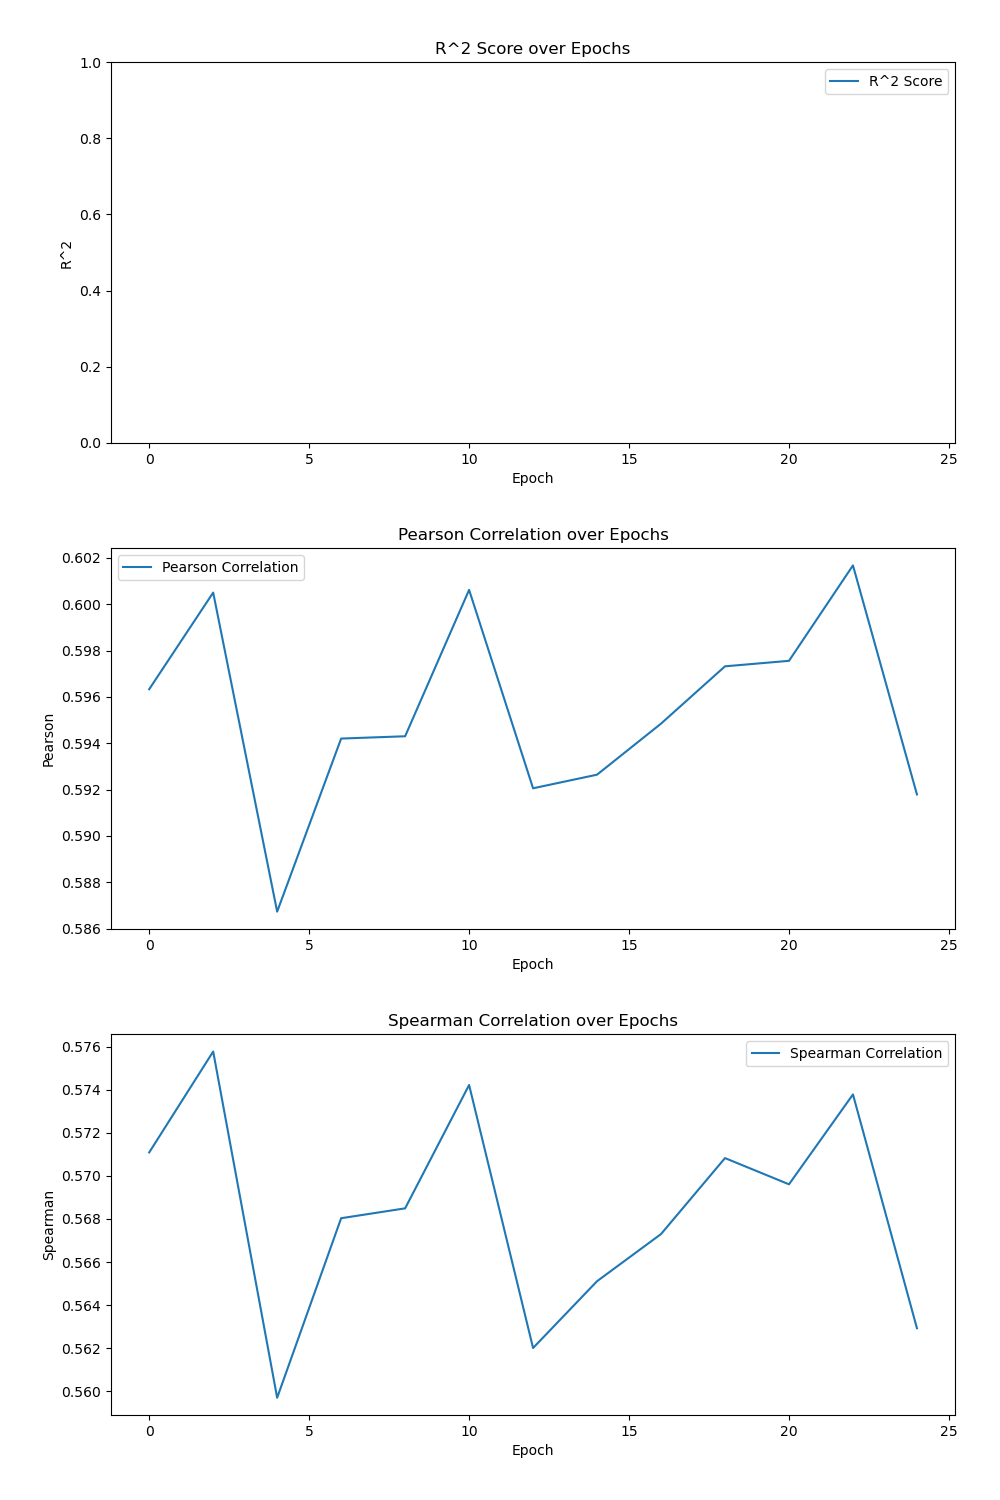 R^2 Score over Epochs
1.0
R^2 Score
0.8
0.6
R^2
0.4
0.2
0.0
0 5 10 15 20 25
Epoch
Pearson Correlation over Epochs
0.602
Pearson Correlation
0.600
0.598
0.596
Pearson
0.594
0.592
0.590
0.588
0.586
0 5 10 15 20 25
Epoch
Spearman Correlation over Epochs
0.576
Spearman Correlation
0.574
0.572
0.570
Spearman
0.568
0.566
0.564
0.562
0.560
0 5 10 15 20 25
Epoch